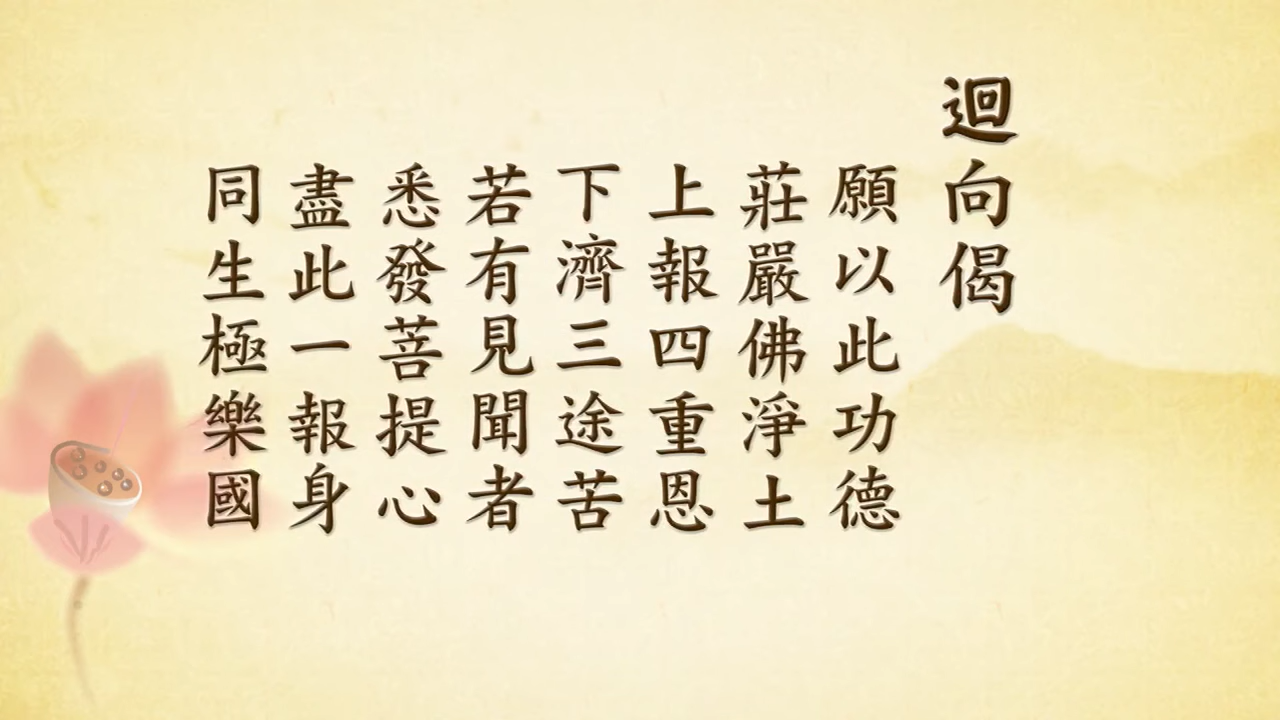 迴向偈
願以此功德
莊嚴佛淨土
上報四重恩
下濟三途苦
若有見聞者
悉發菩提心
盡此一報身
同生極樂國